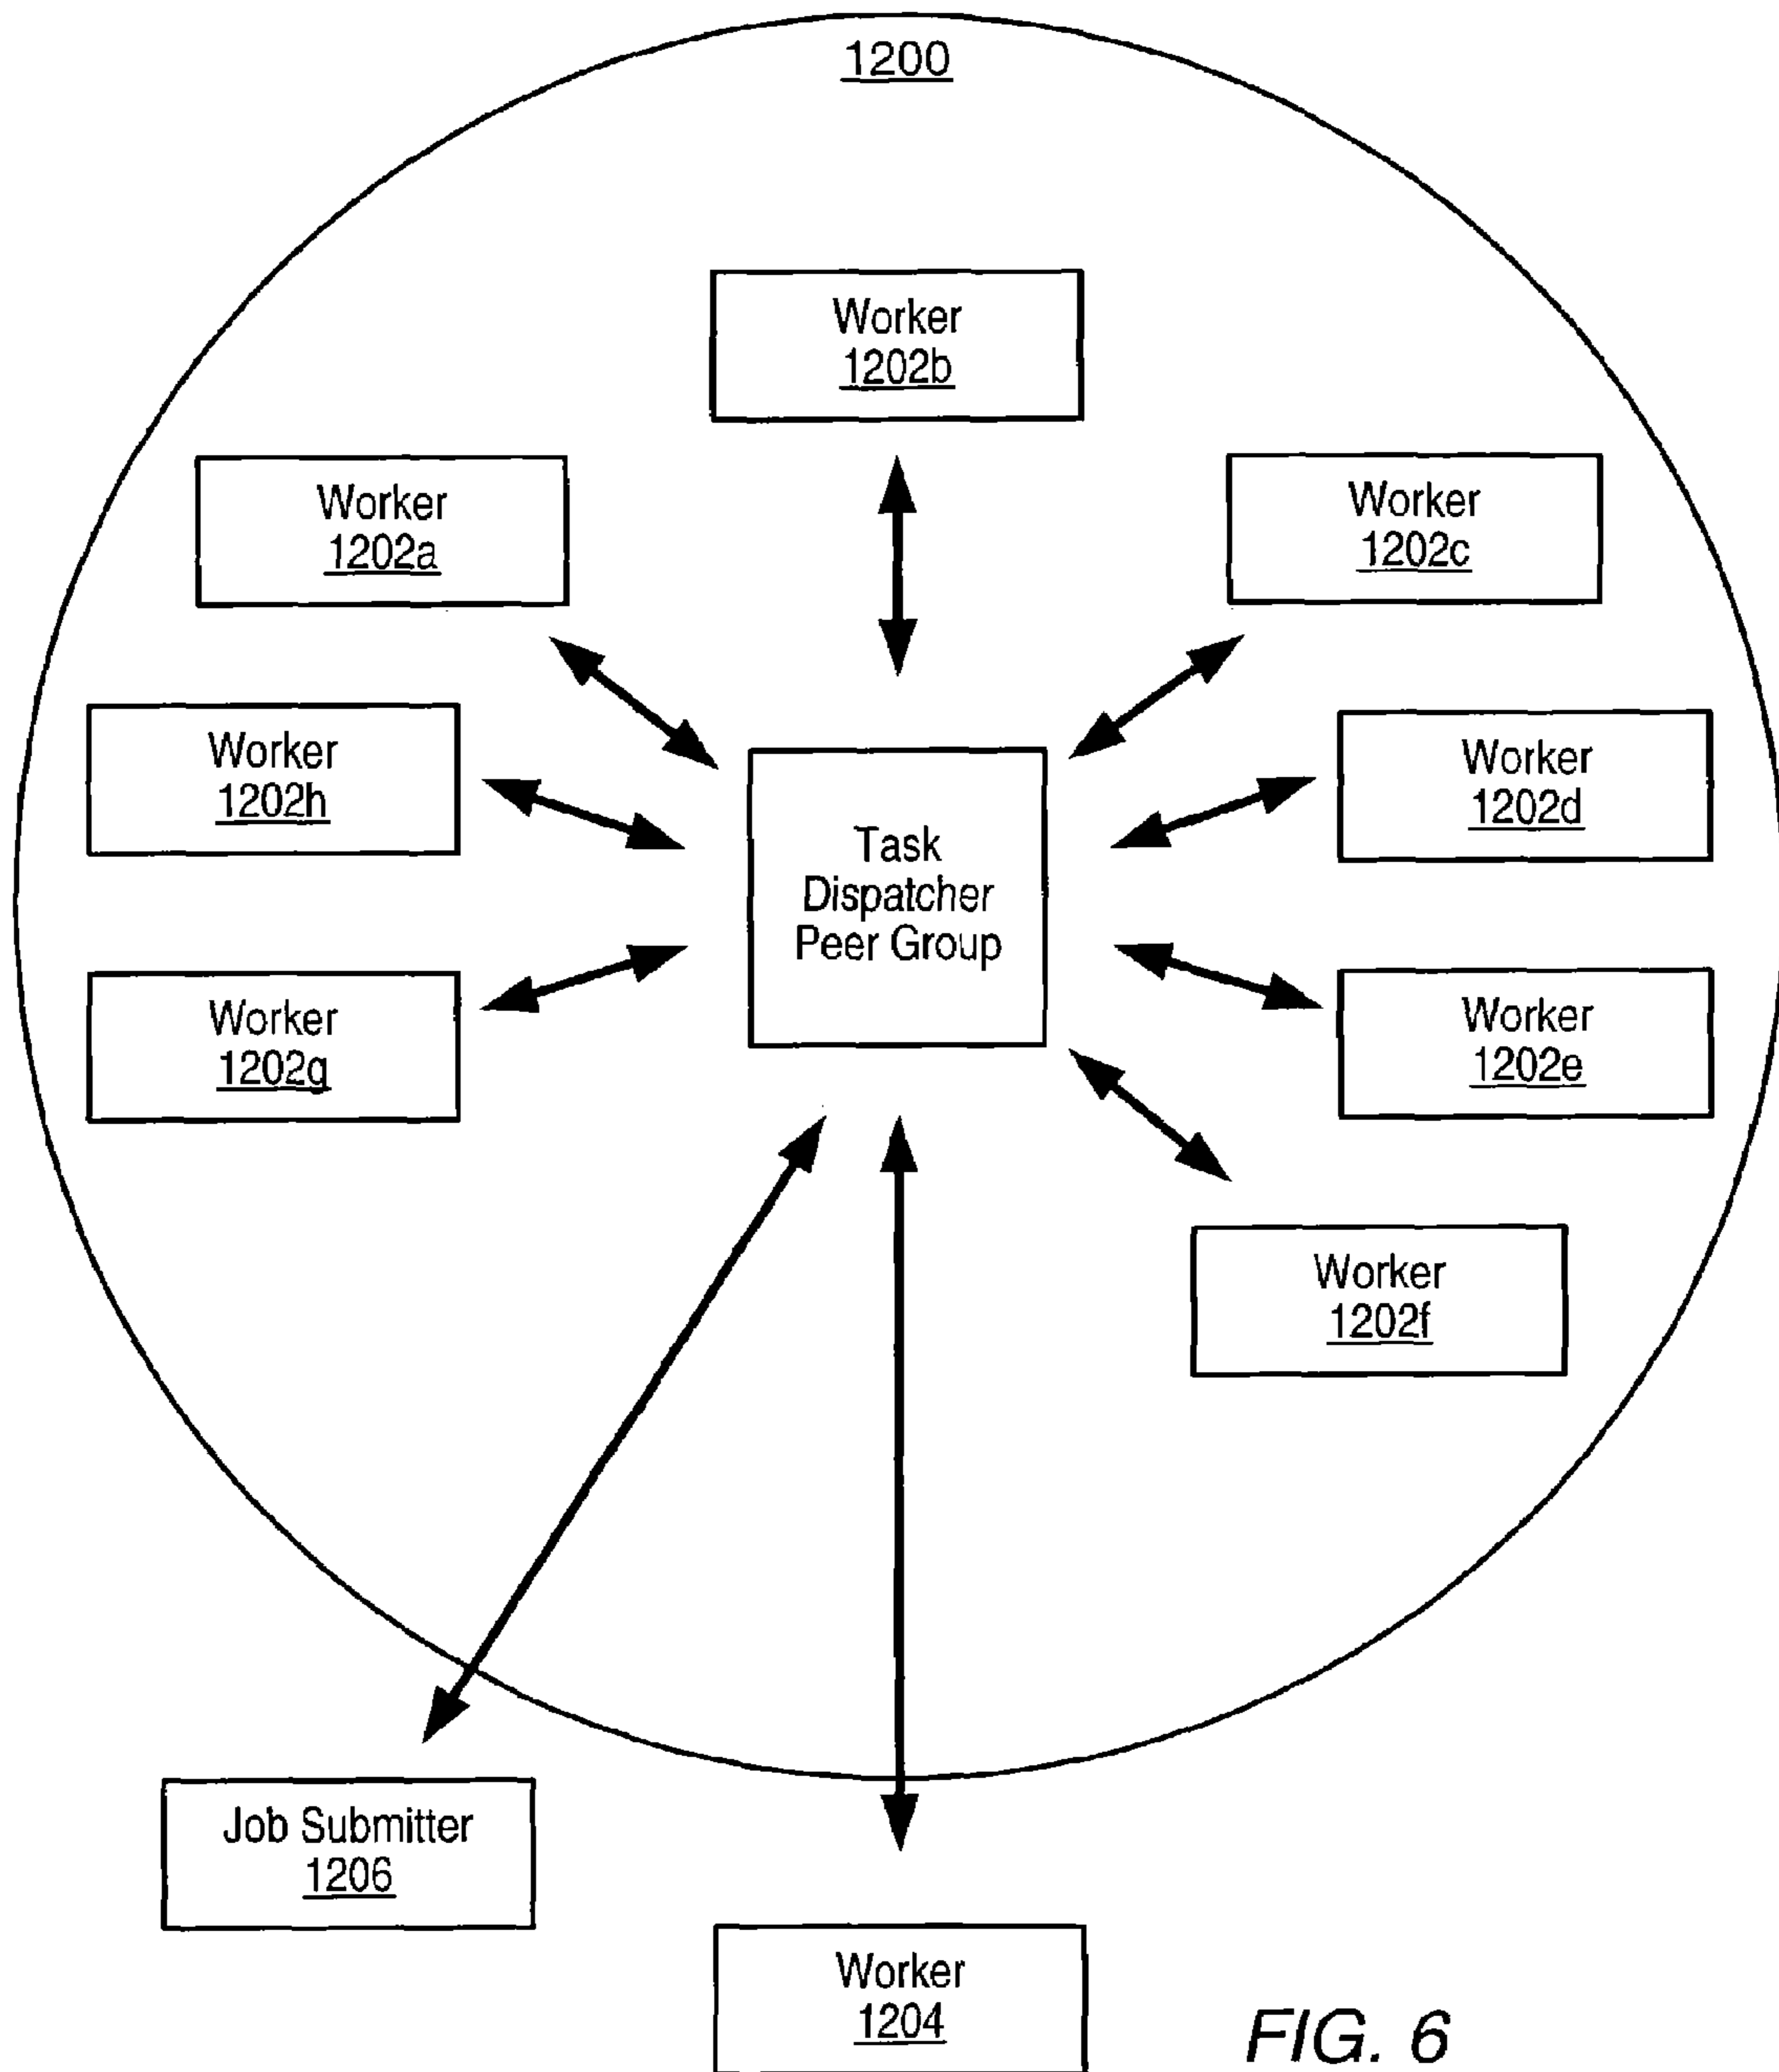 1200
Worker
1202b
Worker
1202a
Worker
1202c
Worker
1202h
Worker
1202d
Task
Dispatcher
Peer Group
Worker
1202g
Worker
1202e
Worker
1202f
Job Submitter
1206
Worker
1204
FIG. 6